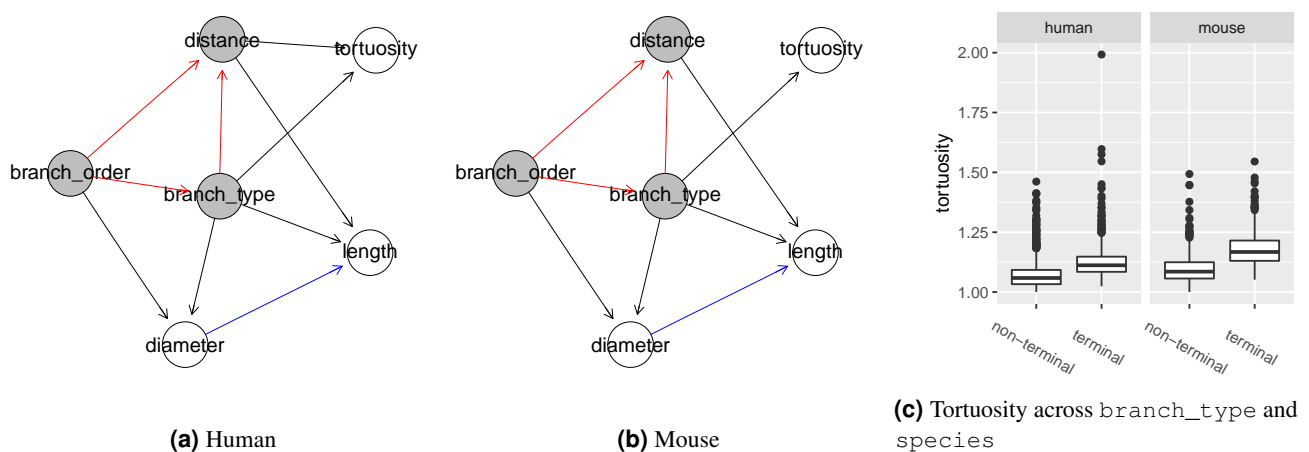 distance
tortuosity
branch_order
branch_type
length
diameter
(a) Human
distance
tortuosity
branch_order
branch_type
length
diameter
(b) Mouse
human
mouse
2.00
1.75
1.50
1.25
1.00
tortuosity
non-terminal
terminal
non-terminal
terminal
(c) Tortuosity across branch_type and
species